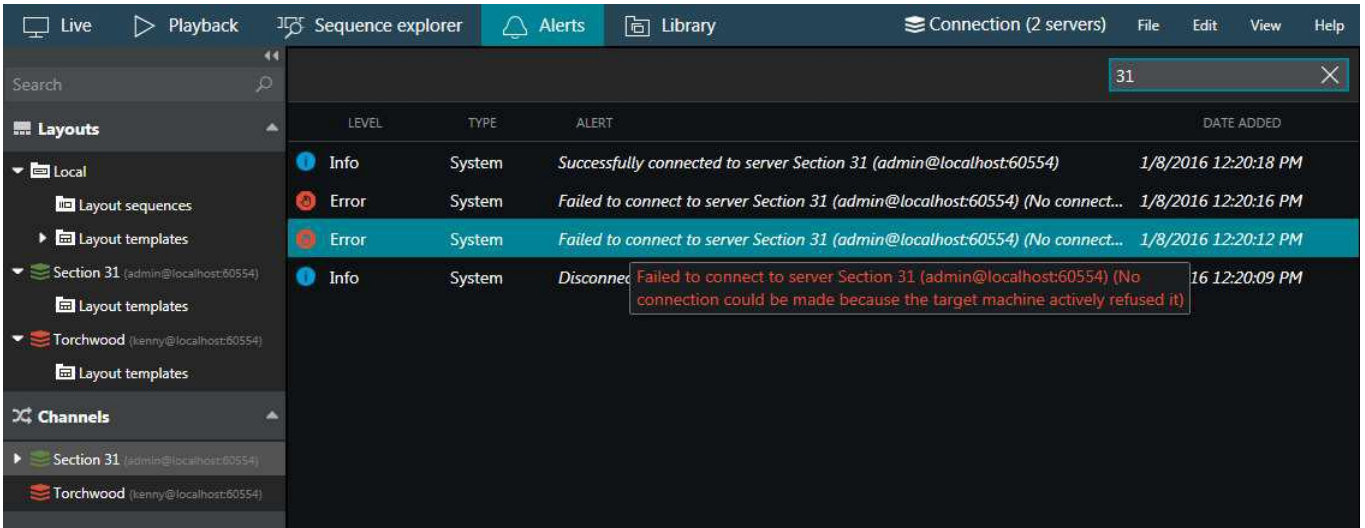 Live Playback Sequence explorer Alerts Library Connection (2 servers) File Edit View Help
Search
31
Layouts
Local
Layout sequences
Layout templates
Section 31 (admin@localhost:60554)
Layout templates
Torchwood (kenny@localhost:60554)
Layout templates
Channels
Section 31 (admin@localhost:60554)
Torchwood (kenny@localhost:60554)
LEVEL TYPE ALERT DATE ADDED
Info System Successfully connected to server Section 31 (admin@localhost:60554) 1/8/2016 12:20:18 PM
Error System Failed to connect to server Section 31 (admin@localhost:60554) (No connect... 1/8/2016 12:20:16 PM
Error System Failed to connect to server Section 31 (admin@localhost:60554) (No connect... 1/8/2016 12:20:12 PM
Info System Disconnec 16 12:20:09 PM
Failed to connect to server Section 31 (admin@localhost:60554) (No
connection could be made because the target machine actively refused it)